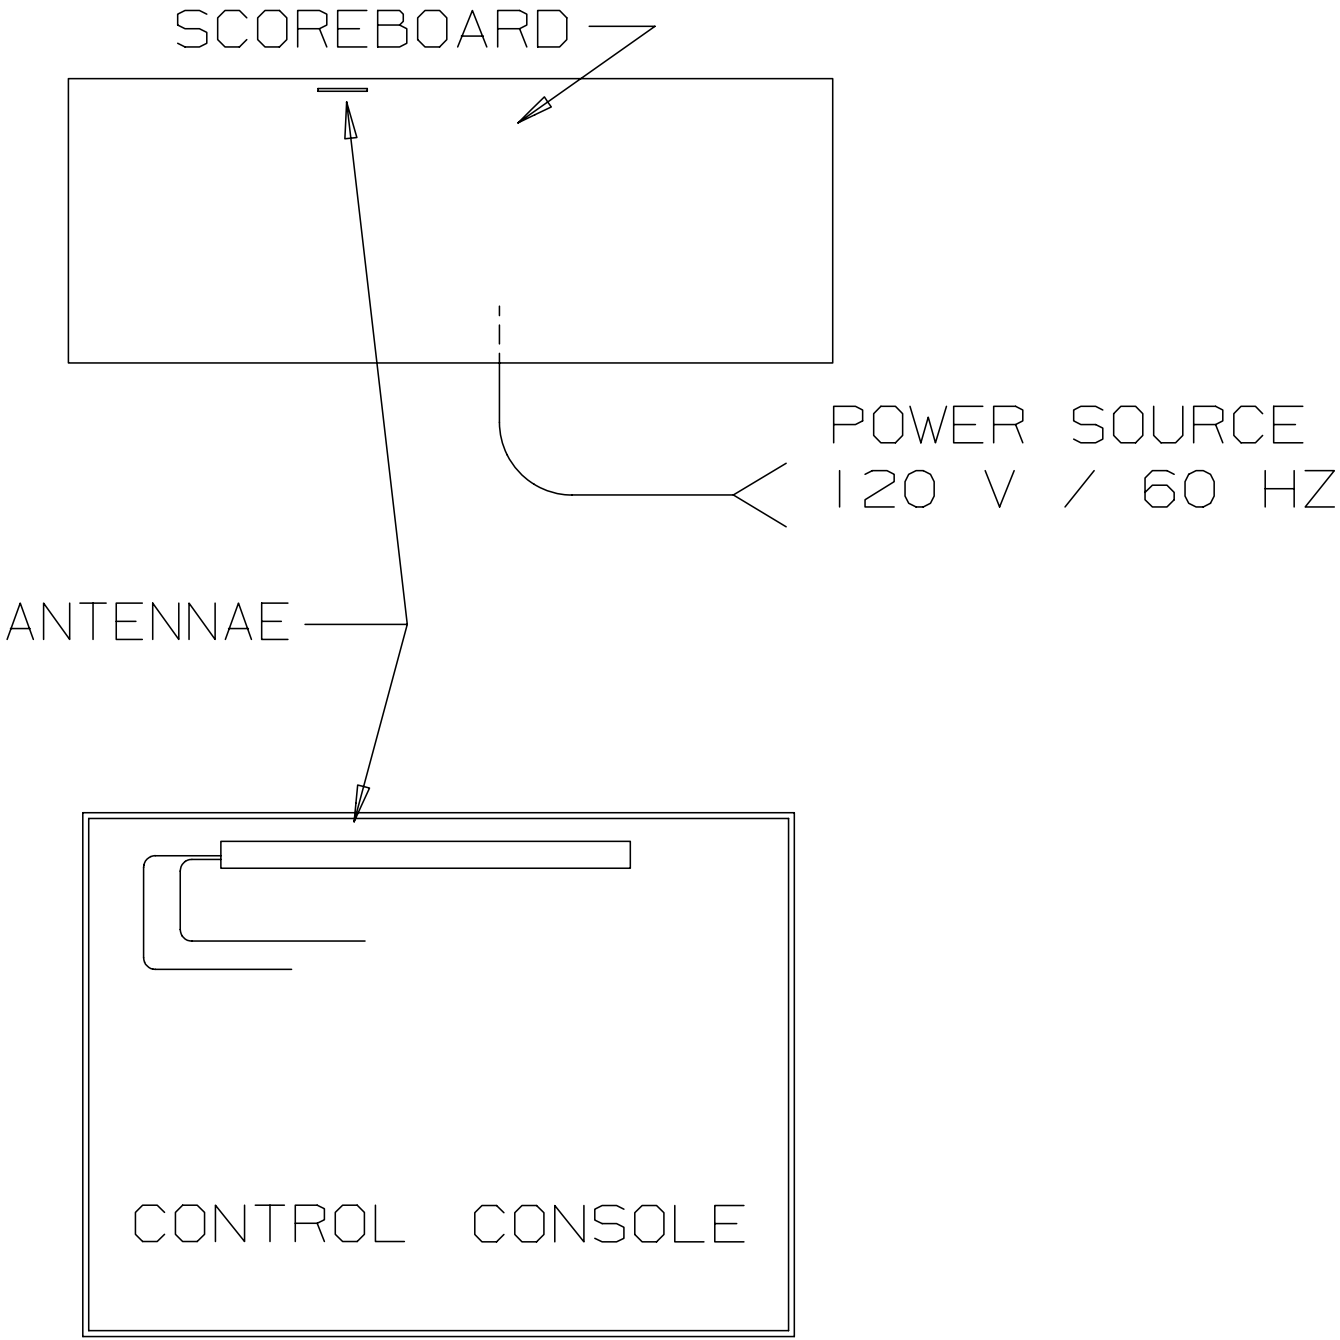 SCOREBOARD
POWER SOURCE
120 V / 60 HZ
ANTENNAE
CONTROL CONSOLE